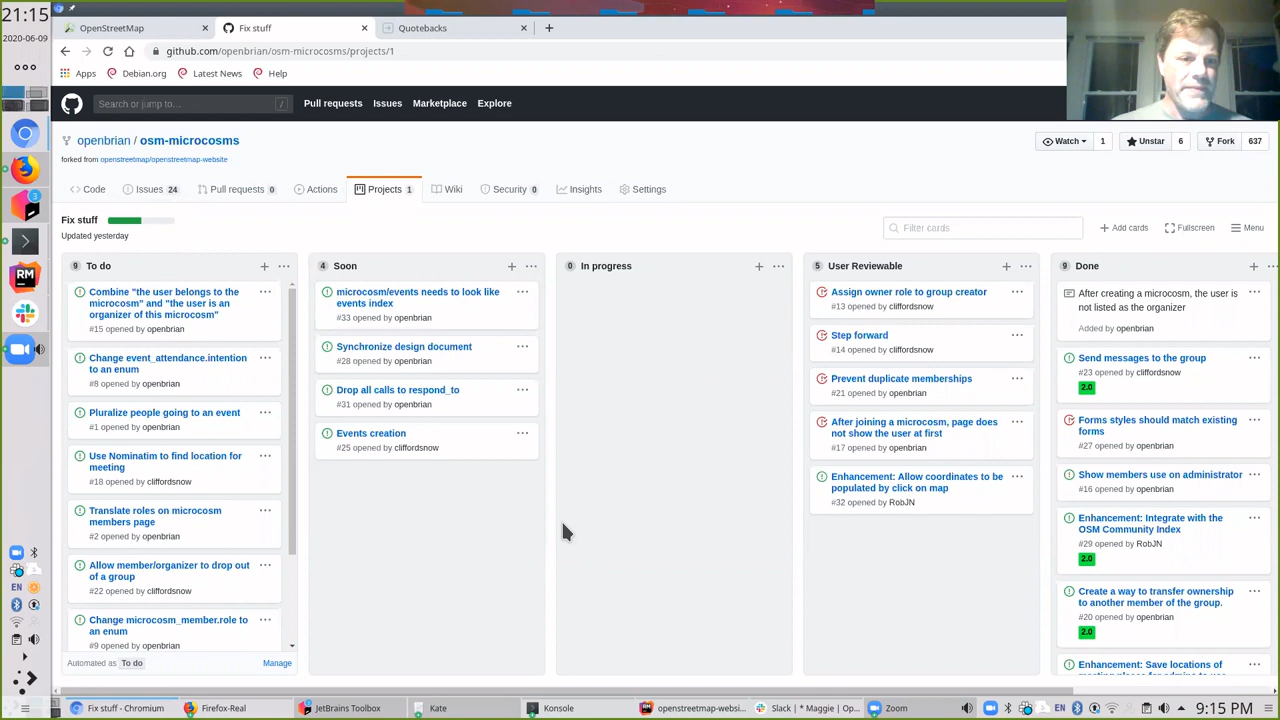 21:15
2020-06-09
OpenStreetMap
Fix stuff
Quotebacks
github.com/openbrian/osm-microcosms/projects/1
Apps
Debian.org
Latest News
Help
Search or jump to…
/
Pull requests
Issues
Marketplace
Explore
openbrian / osm-microcosms
forked from openstreetmap/openstreetmap-website
Watch
1
Unstar
6
Fork
637
Code
Issues 24
Pull requests 0
Actions
Projects 1
Wiki
Security 0
Insights
Settings
Fix stuff
Updated yesterday
Filter cards
Add cards
Fullscreen
Menu
9 To do
Combine "the user belongs to the
microcosm" and "the user is an
organizer of this microcosm"
#15 opened by openbrian
Change event_attendance.intention
to an enum
#8 opened by openbrian
Pluralize people going to an event
#1 opened by openbrian
Use Nominatim to find location for
meeting
#18 opened by cliffordsnow
Translate roles on microcosm
members page
#2 opened by openbrian
Allow member/organizer to drop out
of a group
#22 opened by cliffordsnow
Change microcosm_member.role to
an enum
#9 opened by openbrian
Automated as To do
Manage
4 Soon
microcosm/events needs to look like
events index
#33 opened by openbrian
Synchronize design document
#28 opened by openbrian
Drop all calls to respond_to
#31 opened by openbrian
Events creation
#25 opened by cliffordsnow
0 In progress
5 User Reviewable
Assign owner role to group creator
#13 opened by cliffordsnow
Step forward
#14 opened by cliffordsnow
Prevent duplicate memberships
#21 opened by openbrian
After joining a microcosm, page does
not show the user at first
#17 opened by openbrian
Enhancement: Allow coordinates to be
populated by click on map
#32 opened by RobJN
9 Done
After creating a microcosm, the user is
not listed as the organizer
Added by openbrian
Send messages to the group
#23 opened by cliffordsnow
2.0
Forms styles should match existing
forms
#27 opened by openbrian
Show members use on administrator
#16 opened by openbrian
Enhancement: Integrate with the
OSM Community Index
#29 opened by RobJN
2.0
Create a way to transfer ownership
to another member of the group.
#20 opened by openbrian
2.0
Enhancement: Save locations of
3
RM
EN
Fix stuff - Chromium
Firefox-Real
JetBrains Toolbox
Kate
Konsole
openstreetmap-websi...
Slack | * Maggie | Op...
Zoom
EN
9:15 PM